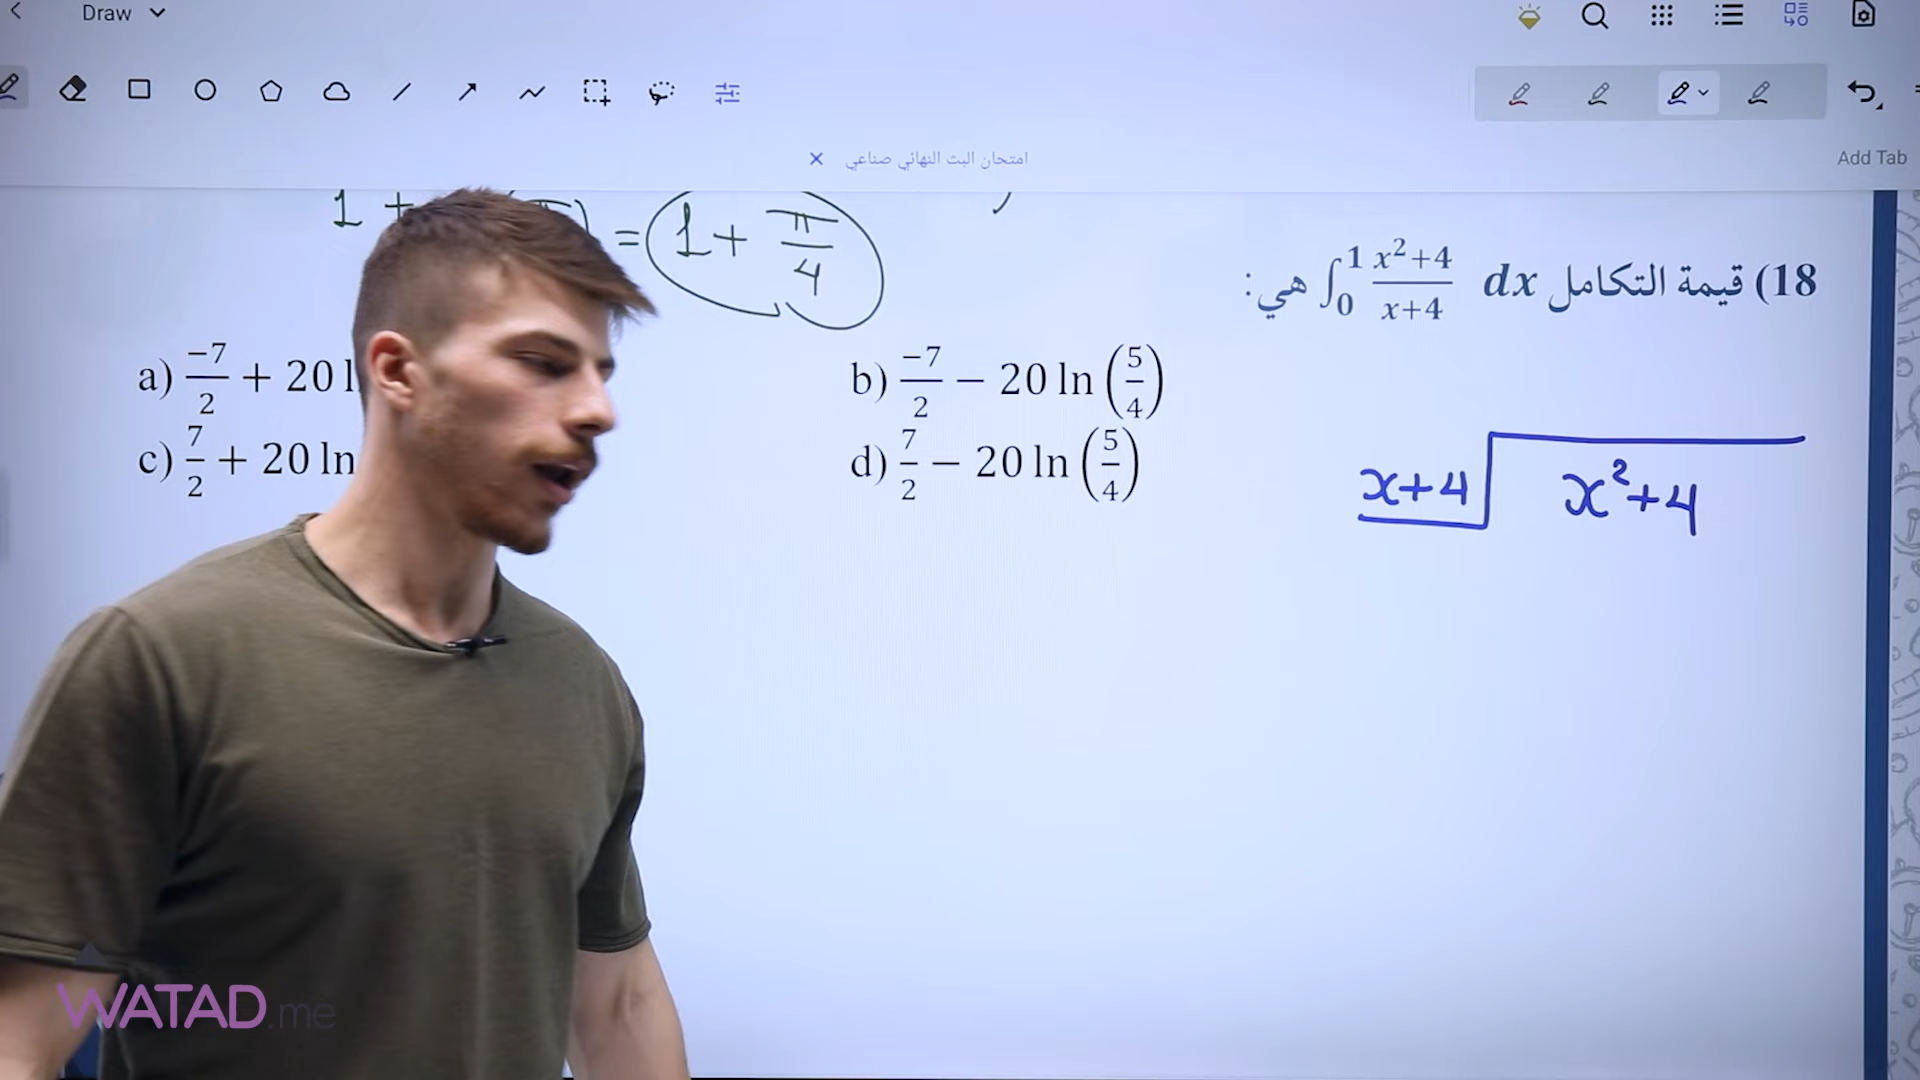 Draw
امتحان البت النهائي صناعي
Add Tab
1 +
= 1 + π/4
18) قيمة التكامل ∫₀¹ x²+4/x+4 dx هي :
a) −7/2 + 20 l
b) −7/2 − 20 ln (5/4)
c) 7/2 + 20 ln
d) 7/2 − 20 ln (5/4)
x+4
x²+4
WATAD.me